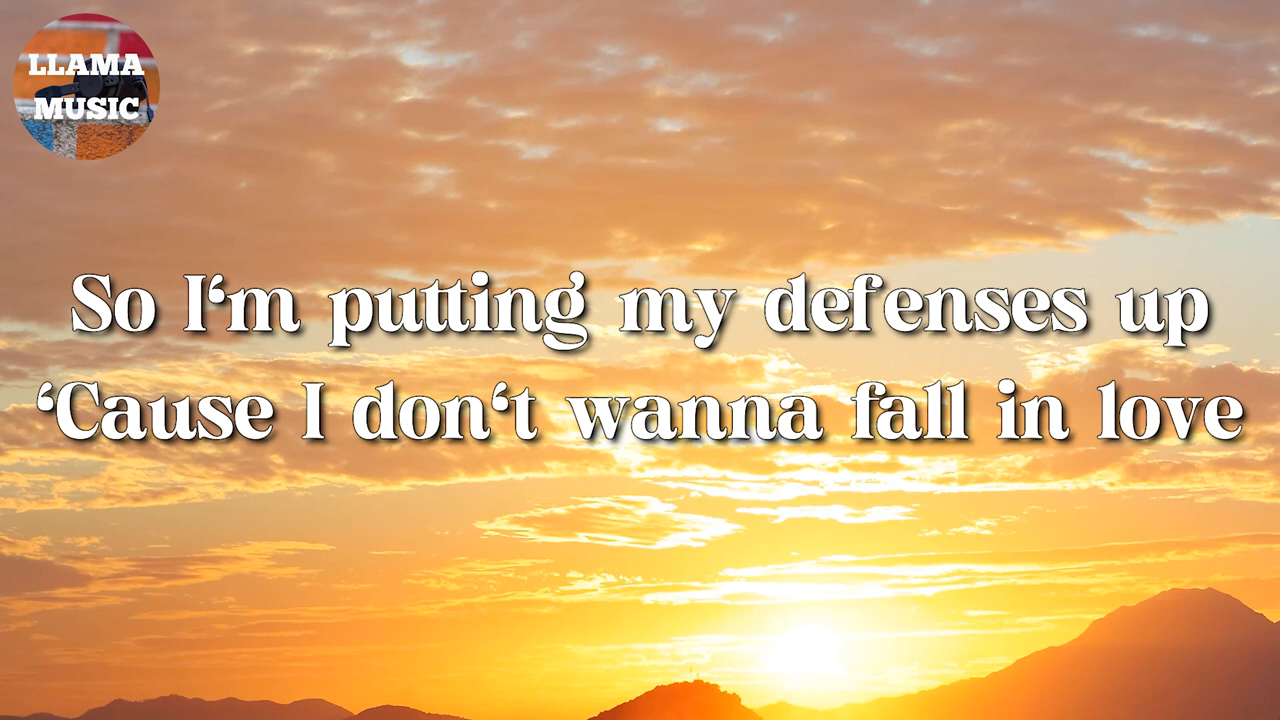 LLAMA
MUSIC
So I‘m putting my defenses up
‘Cause I don‘t wanna fall in love